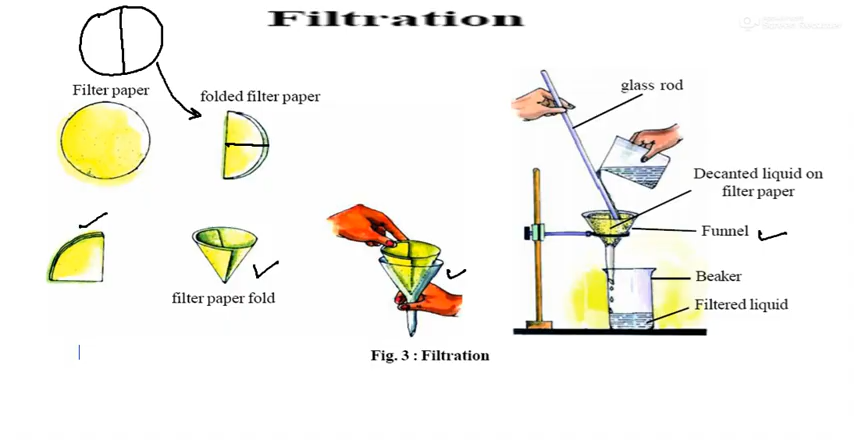 Filtration
Filter paper
folded filter paper
glass rod
Decanted liquid on
filter paper
Funnel
Beaker
Filtered liquid
filter paper fold
Fig. 3 : Filtration